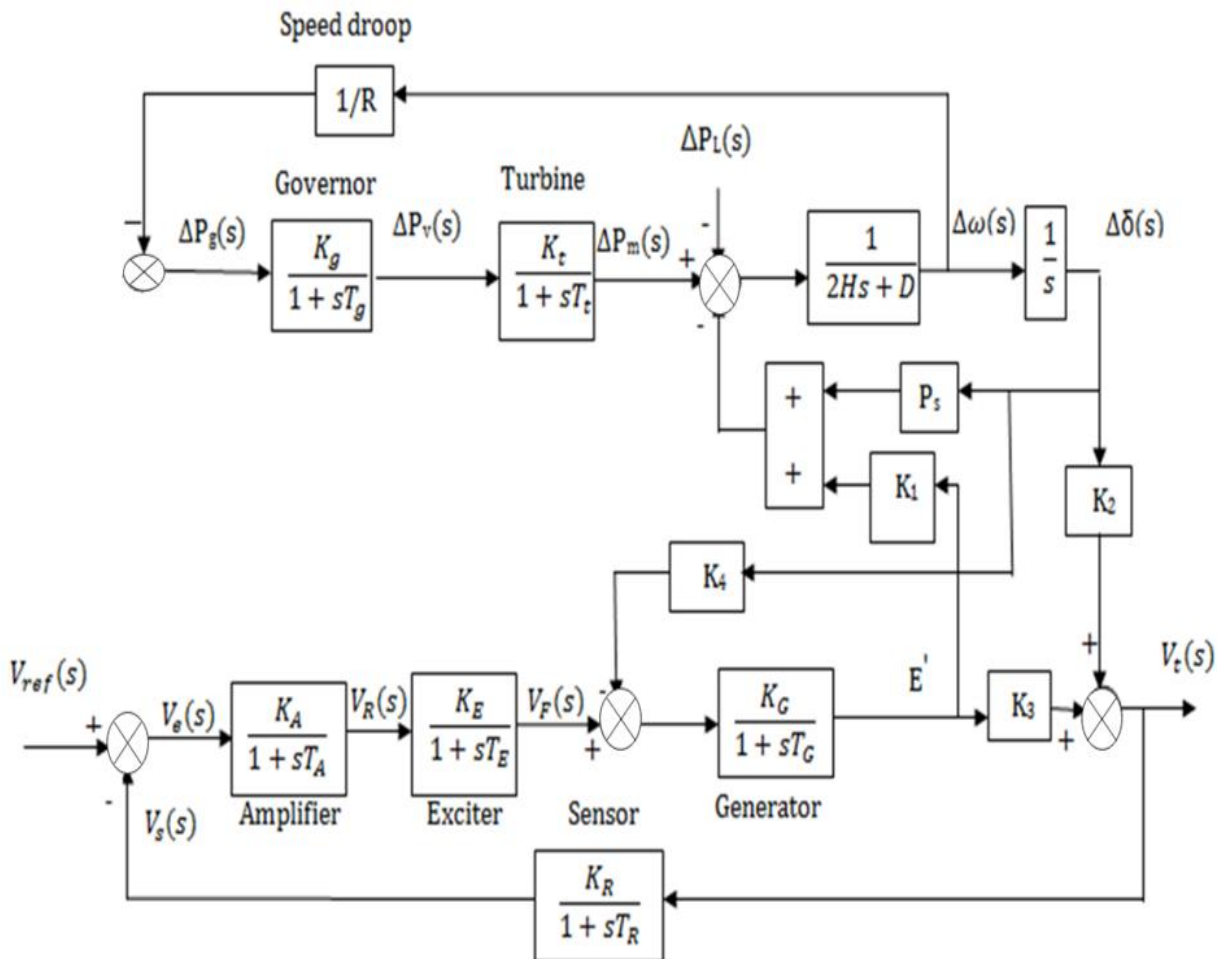 Speed droop
1/R
ΔP_L(s)
Governor
Turbine
−
ΔP_g(s)
K_g
1 + sT_g
ΔP_v(s)
K_t
1 + sT_t
ΔP_m(s)
+
-
-
1
2Hs + D
Δω(s)
1
s
Δδ(s)
+
+
P_s
K_1
K_2
K_4
V_ref(s)
+
-
V_e(s)
K_A
1 + sT_A
V_R(s)
K_E
1 + sT_E
V_F(s)
-
+
K_G
1 + sT_G
E'
K_3
+
+
V_t(s)
V_s(s)
Amplifier
Exciter
Sensor
Generator
K_R
1 + sT_R